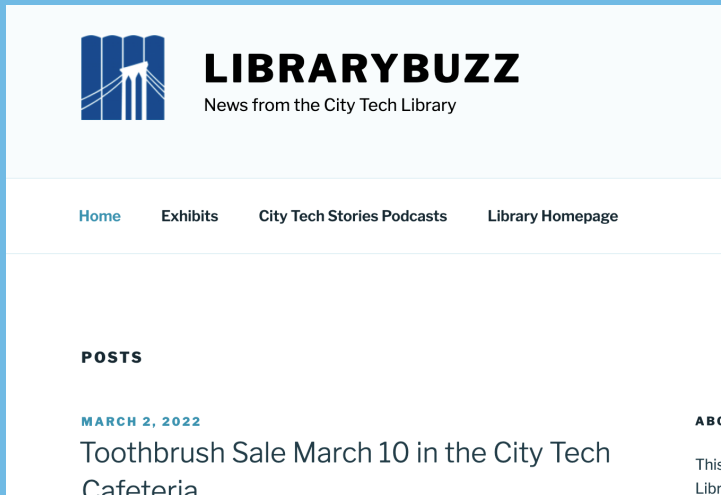 LIBRARYBUZZ
News from the City Tech Library
Home Exhibits City Tech Stories Podcasts Library Homepage
POSTS
MARCH 2, 2022
Toothbrush Sale March 10 in the City Tech
Cafeteria